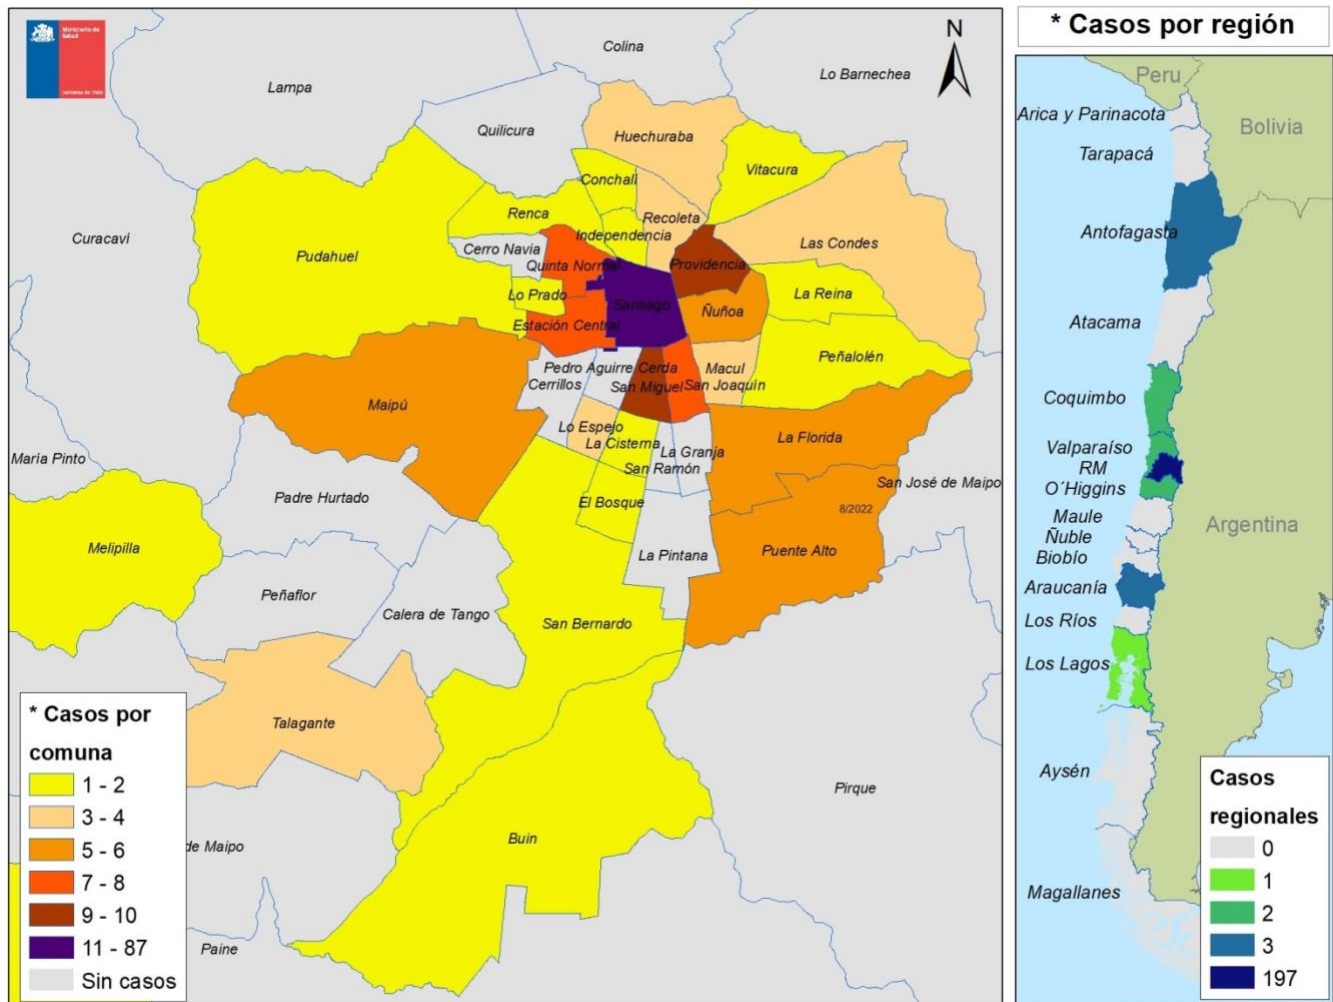 Ministerio de
Salud
Gobierno de Chile
N
Colina
Lo Barnechea
Lampa
Quilicura
Huechuraba
Vitacura
Conchalí
Recoleta
Renca
Independencia
Curacaví
Pudahuel
Cerro Navia
Las Condes
Quinta Normal
Providencia
Lo Prado
Santiago
La Reina
Ñuñoa
Estación Central
Peñalolén
Pedro Aguirre Cerda
Macul
Cerrillos
San Miguel
San Joaquín
Maipú
Lo Espejo
La Cisterna
La Florida
La Granja
San Ramón
María Pinto
Padre Hurtado
San José de Maipo
El Bosque
8/2022
Melipilla
La Pintana
Puente Alto
Peñaflor
Calera de Tango
San Bernardo
Talagante
Pirque
Buin
de Maipo
Paine
* Casos por
comuna
1 - 2
3 - 4
5 - 6
7 - 8
9 - 10
11 - 87
Sin casos
* Casos por región
Peru
Arica y Parinacota
Bolivia
Tarapacá
Antofagasta
Atacama
Coquimbo
Valparaíso
RM
O´Higgins
Maule
Argentina
Ñuble
Biobío
Araucanía
Los Ríos
Los Lagos
Aysén
Magallanes
Casos
regionales
0
1
2
3
197